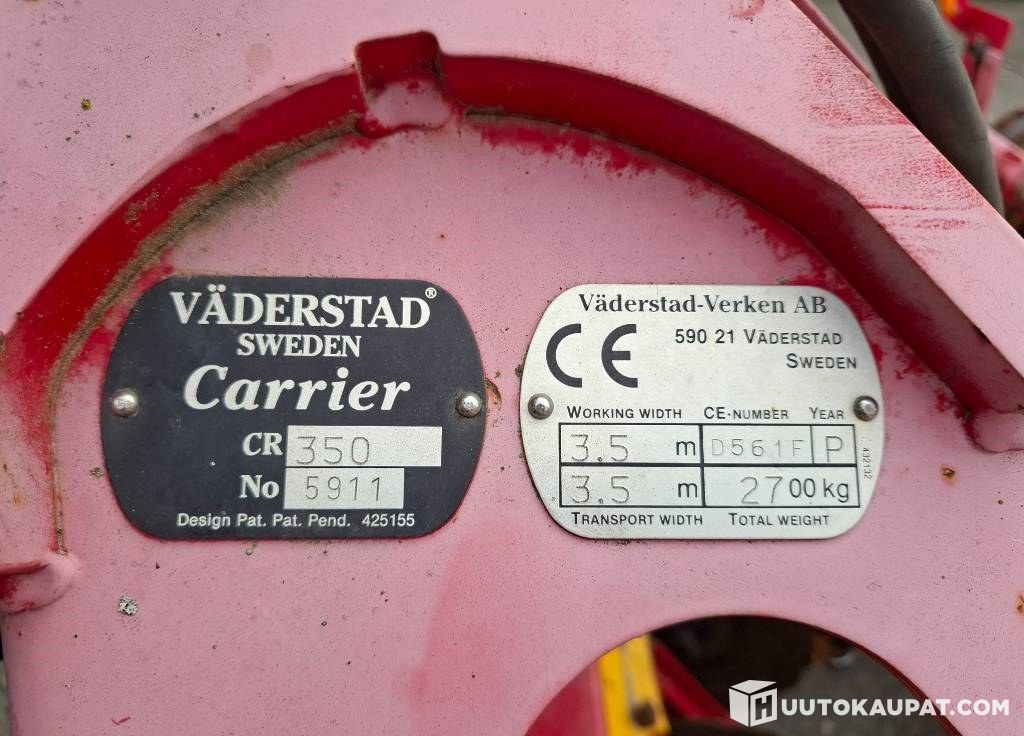 VÄDERSTAD®
SWEDEN
Carrier
CR 350
No 5911
Design Pat. Pat. Pend. 425155
Väderstad-Verken AB
CE
590 21 VÄDERSTAD
SWEDEN
WORKING WIDTH CE-NUMBER YEAR
3.5 m D561F P
3.5 m 2700 kg
TRANSPORT WIDTH TOTAL WEIGHT
432132
HUUTOKAUPAT.COM